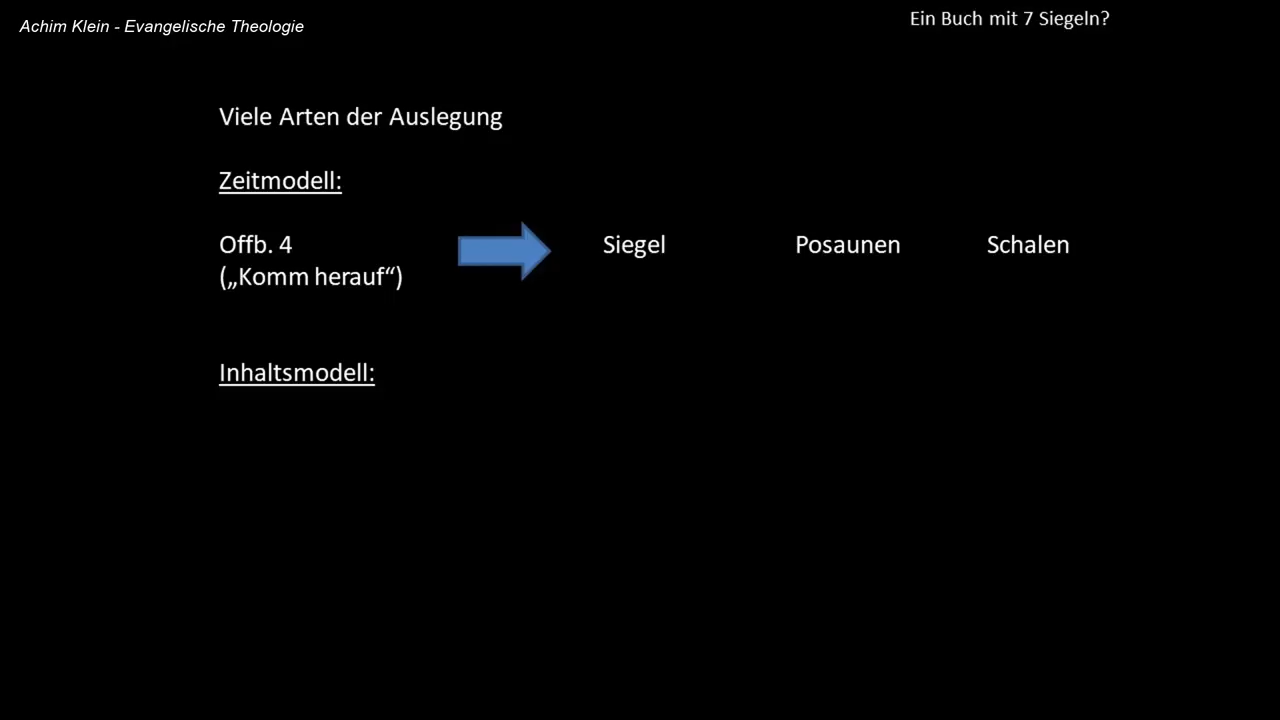 Achim Klein - Evangelische Theologie
Ein Buch mit 7 Siegeln?
Viele Arten der Auslegung
Zeitmodell:
Offb. 4 Siegel Posaunen Schalen
(„Komm herauf“)
Inhaltsmodell: